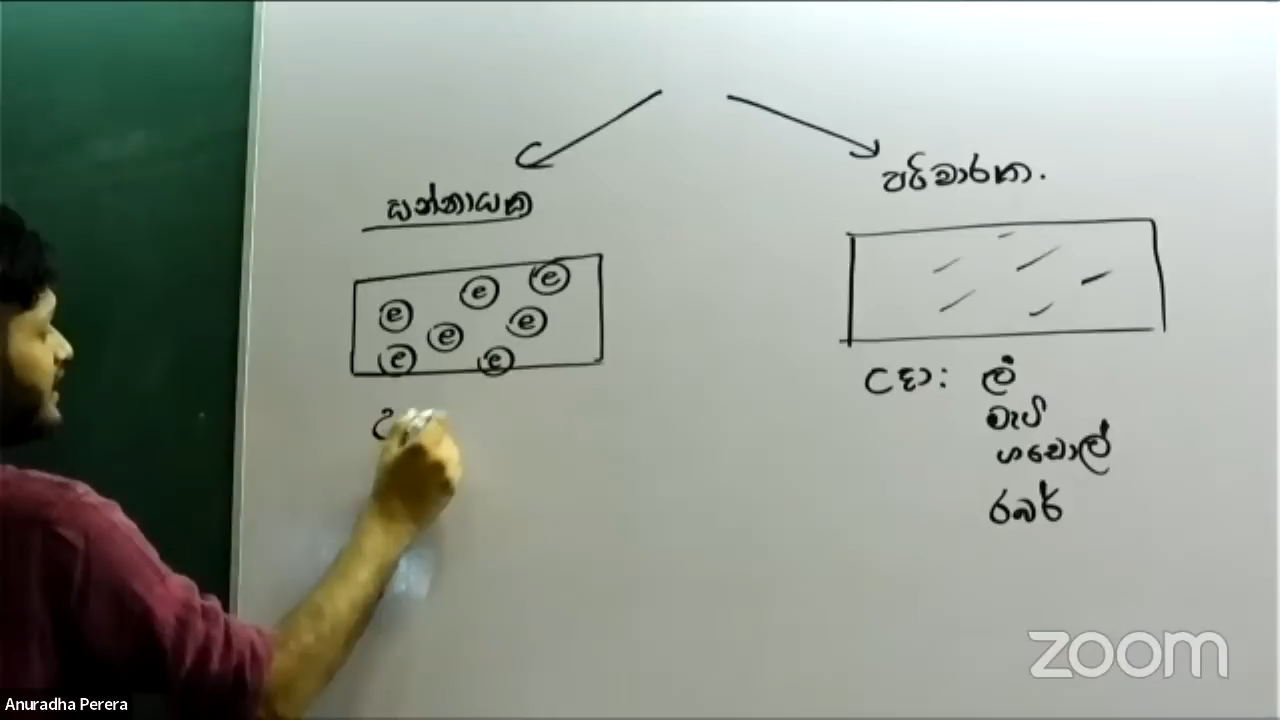 සන්නායක
e e e e e e e
උ
පරිවාරක.
උදා: ලී
මැටි
ගඩොල්
රබර්
zoom
Anuradha Perera